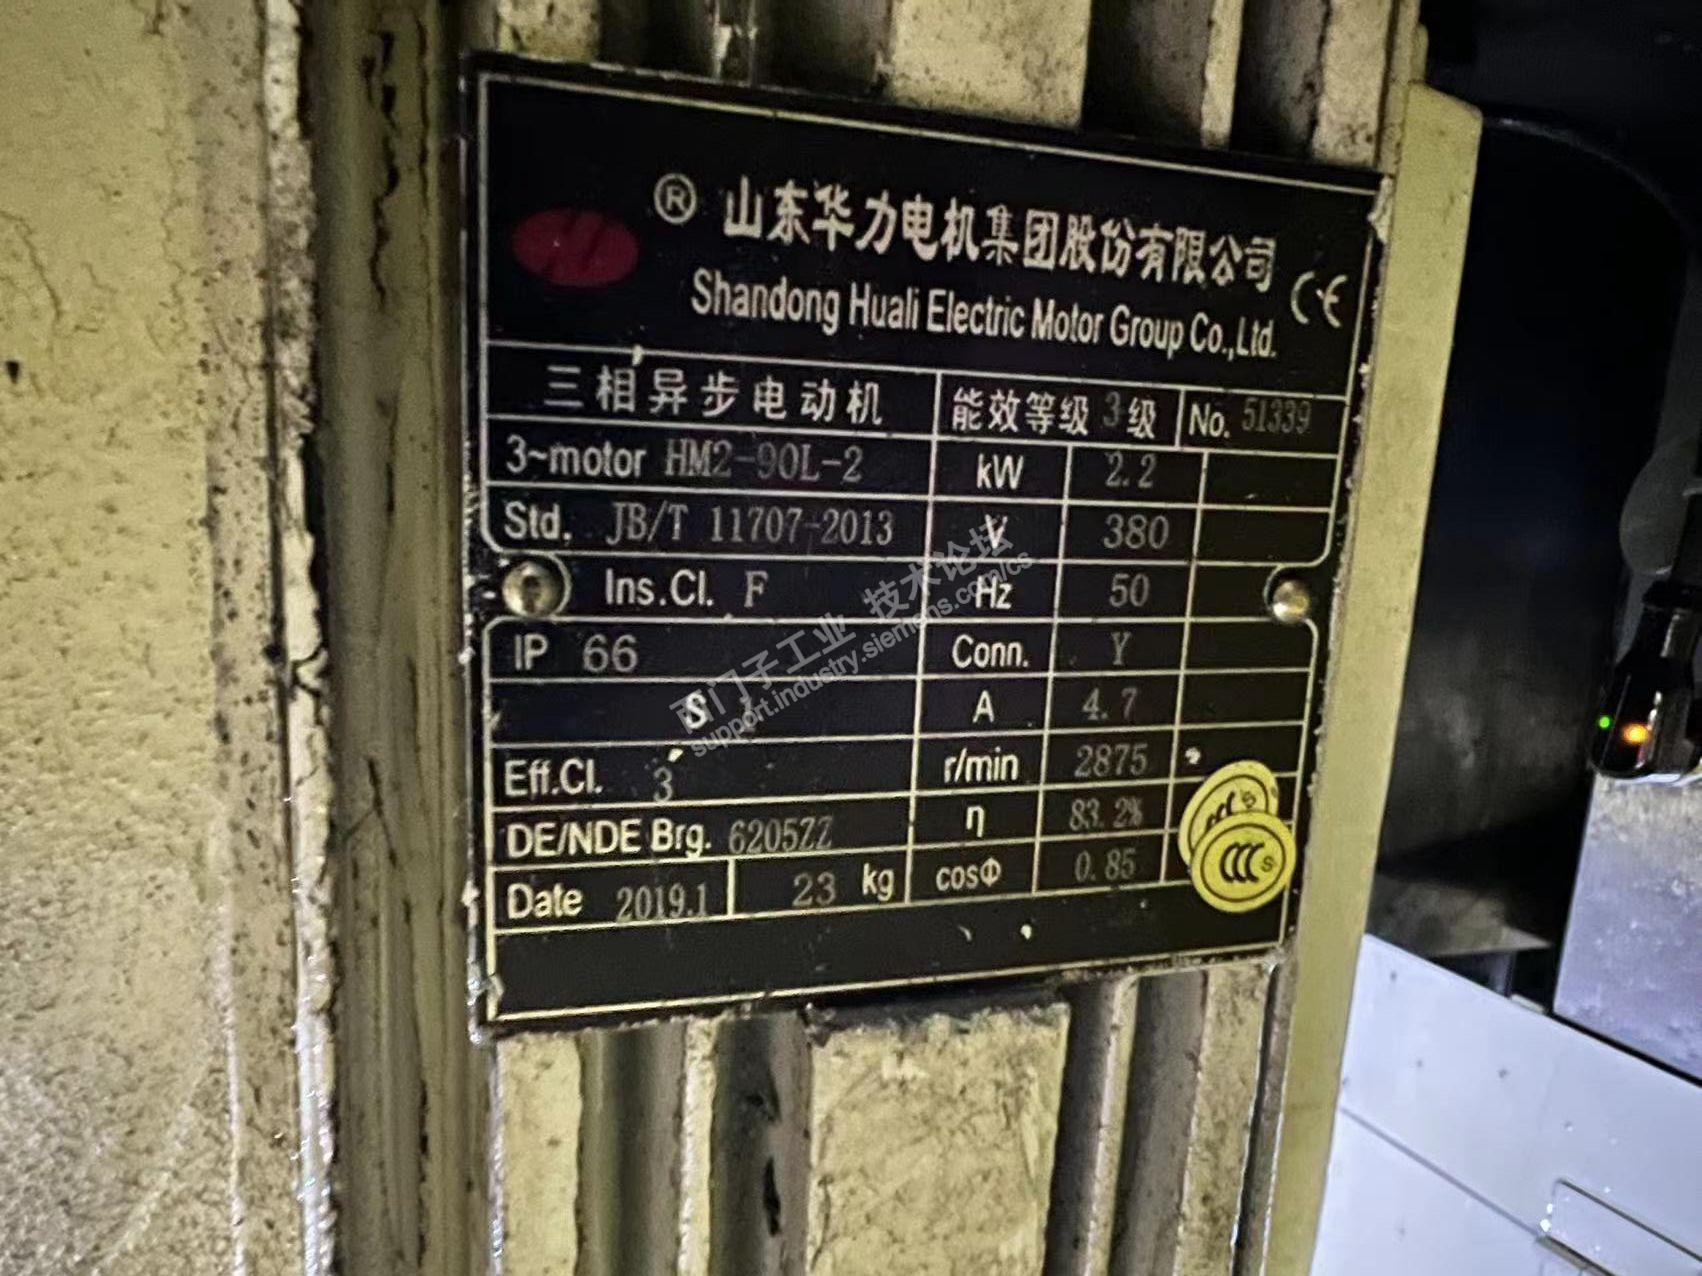 ® 山东华力电机集团股份有限公司
Shandong Huali Electric Motor Group Co.,Ltd.
CE
三相异步电动机 能效等级 3 级 No. 51339
3~motor HM2-90L-2 kW 2.2
Std. JB/T 11707-2013 V 380
Ins.Cl. F Hz 50
IP 66 Conn. Y
S 1 A 4.7
Eff.Cl. 3 r/min 2875
DE/NDE Brg. 6205ZZ η 83.2%
Date 2019.1 23 kg cosΦ 0.85
CCC S
西门子工业 技术论坛
support.industry.siemens.com/cs